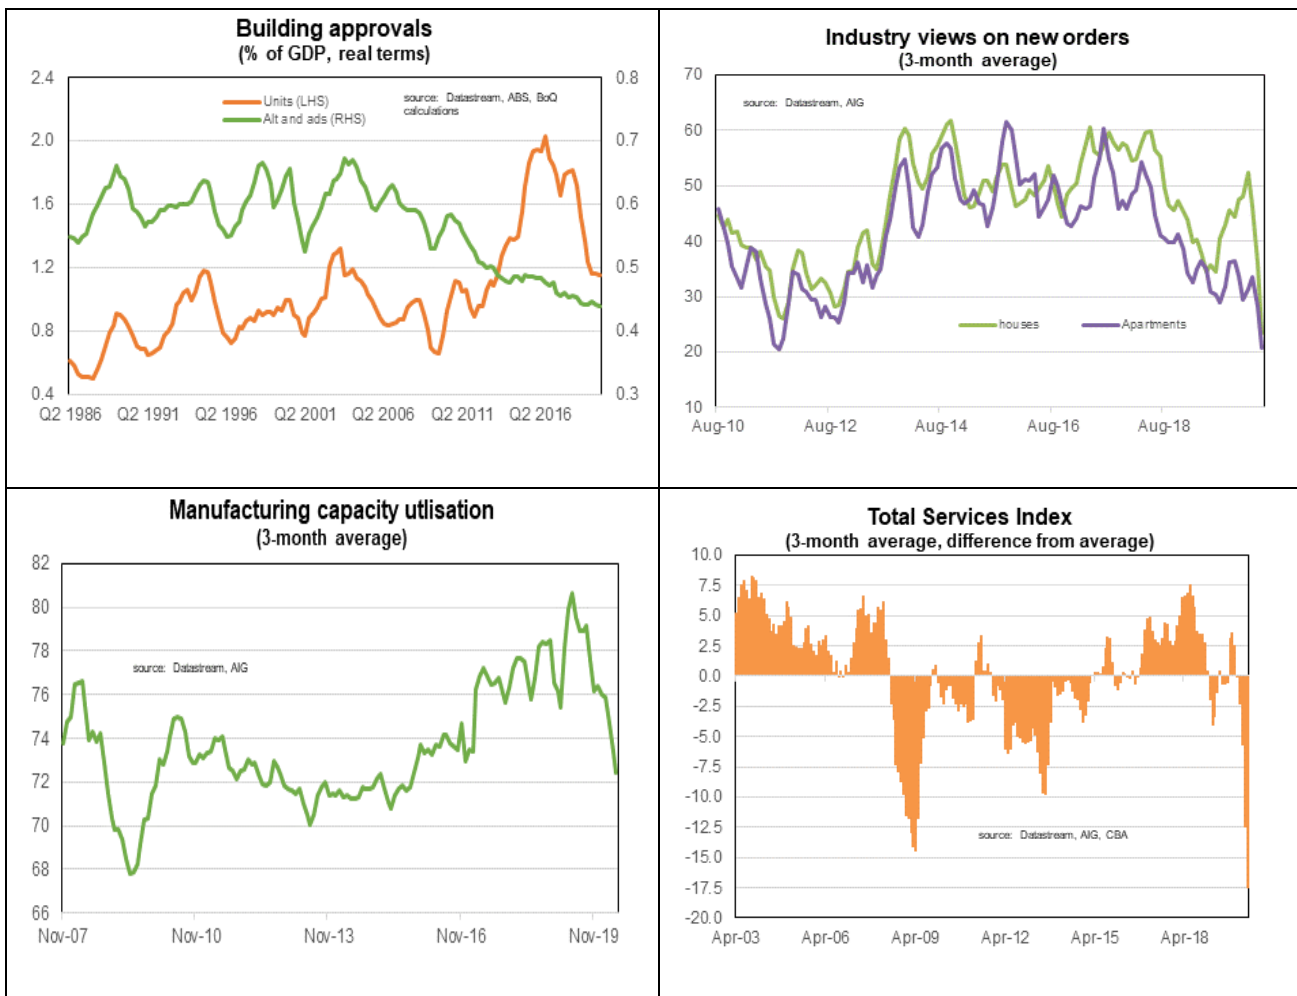 Building approvals
(% of GDP, real terms)
2.4
2.0
1.6
1.2
0.8
0.4
0.8
0.7
0.6
0.5
0.4
0.3
Units (LHS)
Alt and ads (RHS)
source: Datastream, ABS, BoQ
calculations
Q2 1986 Q2 1991 Q2 1996 Q2 2001 Q2 2006 Q2 2011 Q2 2016
Industry views on new orders
(3-month average)
70
60
50
40
30
20
10
source: Datastream, AIG
houses Apartments
Aug-10 Aug-12 Aug-14 Aug-16 Aug-18
Manufacturing capacity utlisation
(3-month average)
82
80
78
76
74
72
70
68
66
source: Datastream, AIG
Nov-07 Nov-10 Nov-13 Nov-16 Nov-19
Total Services Index
(3-month average, difference from average)
10.0
7.5
5.0
2.5
0.0
-2.5
-5.0
-7.5
-10.0
-12.5
-15.0
-17.5
-20.0
source: Datastream, AIG, CBA
Apr-03 Apr-06 Apr-09 Apr-12 Apr-15 Apr-18